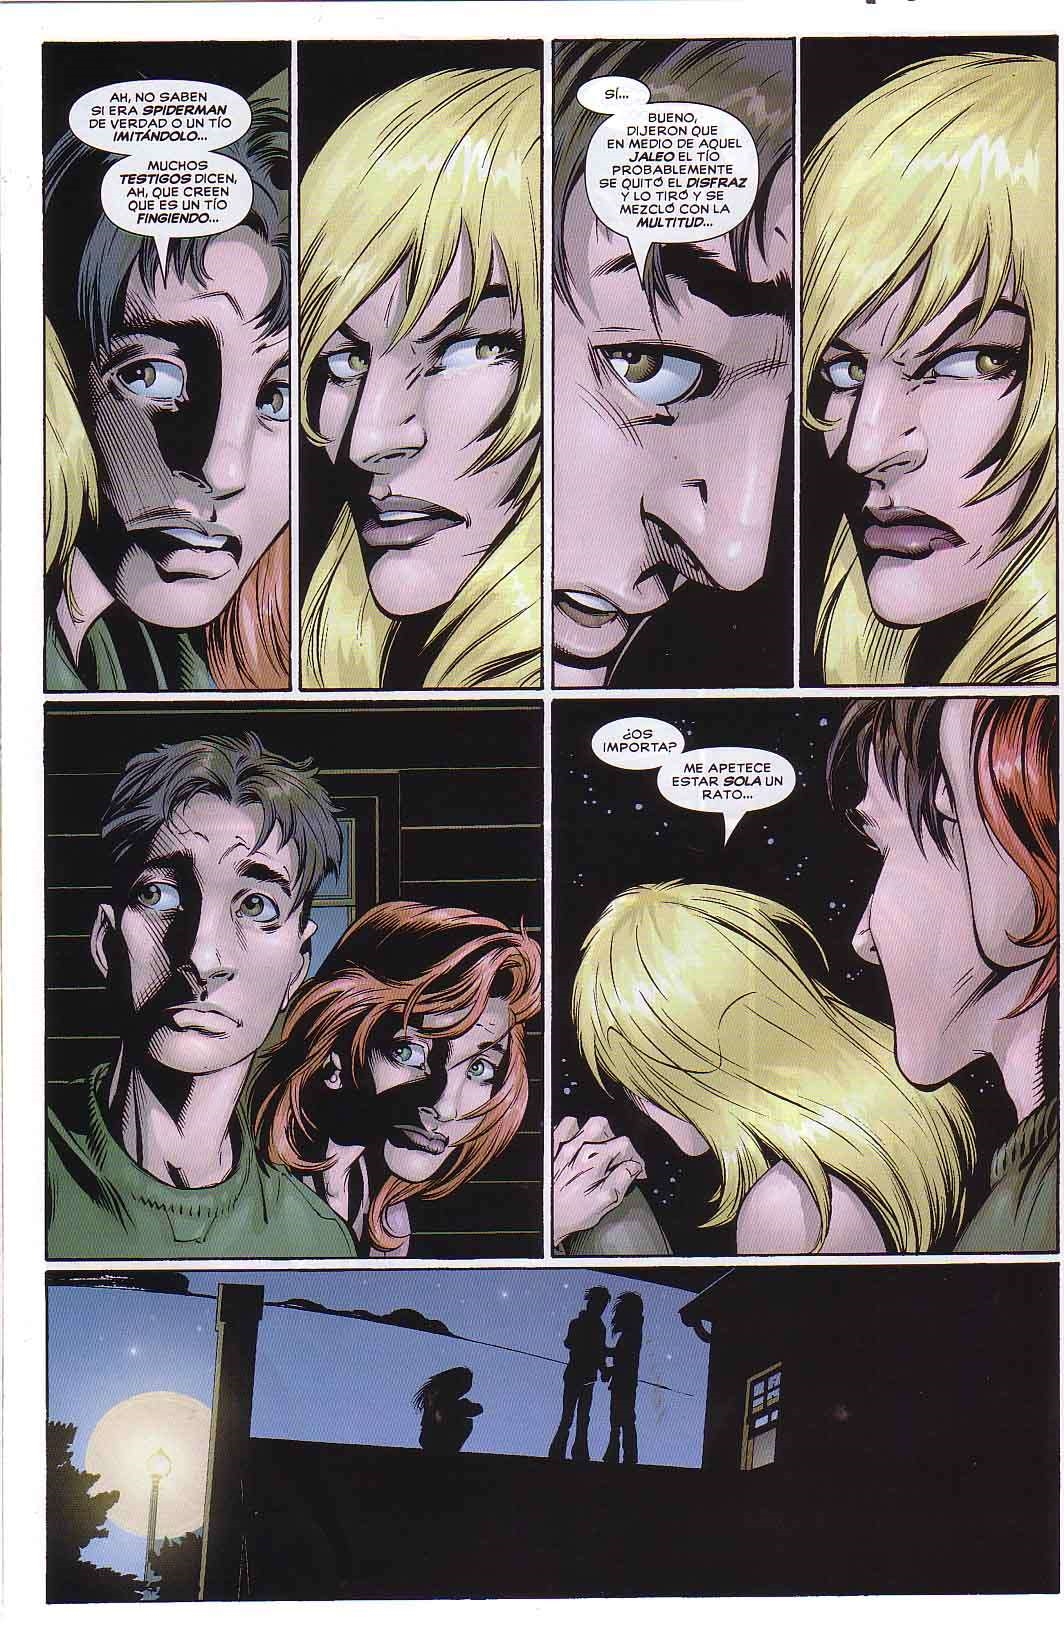 AH, NO SABEN
SI ERA SPIDERMAN
DE VERDAD O UN TÍO
IMITÁNDOLO...
MUCHOS
TESTIGOS DICEN,
AH, QUE CREEN
QUE ES UN TÍO
FINGIENDO...
SÍ...
BUENO,
DIJERON QUE
EN MEDIO DE AQUEL
JALEO EL TÍO
PROBABLEMENTE
SE QUITÓ EL DISFRAZ
Y LO TIRÓ Y SE
MEZCLÓ CON LA
MULTITUD...
¿OS
IMPORTA?
ME APETECE
ESTAR SOLA UN
RATO...